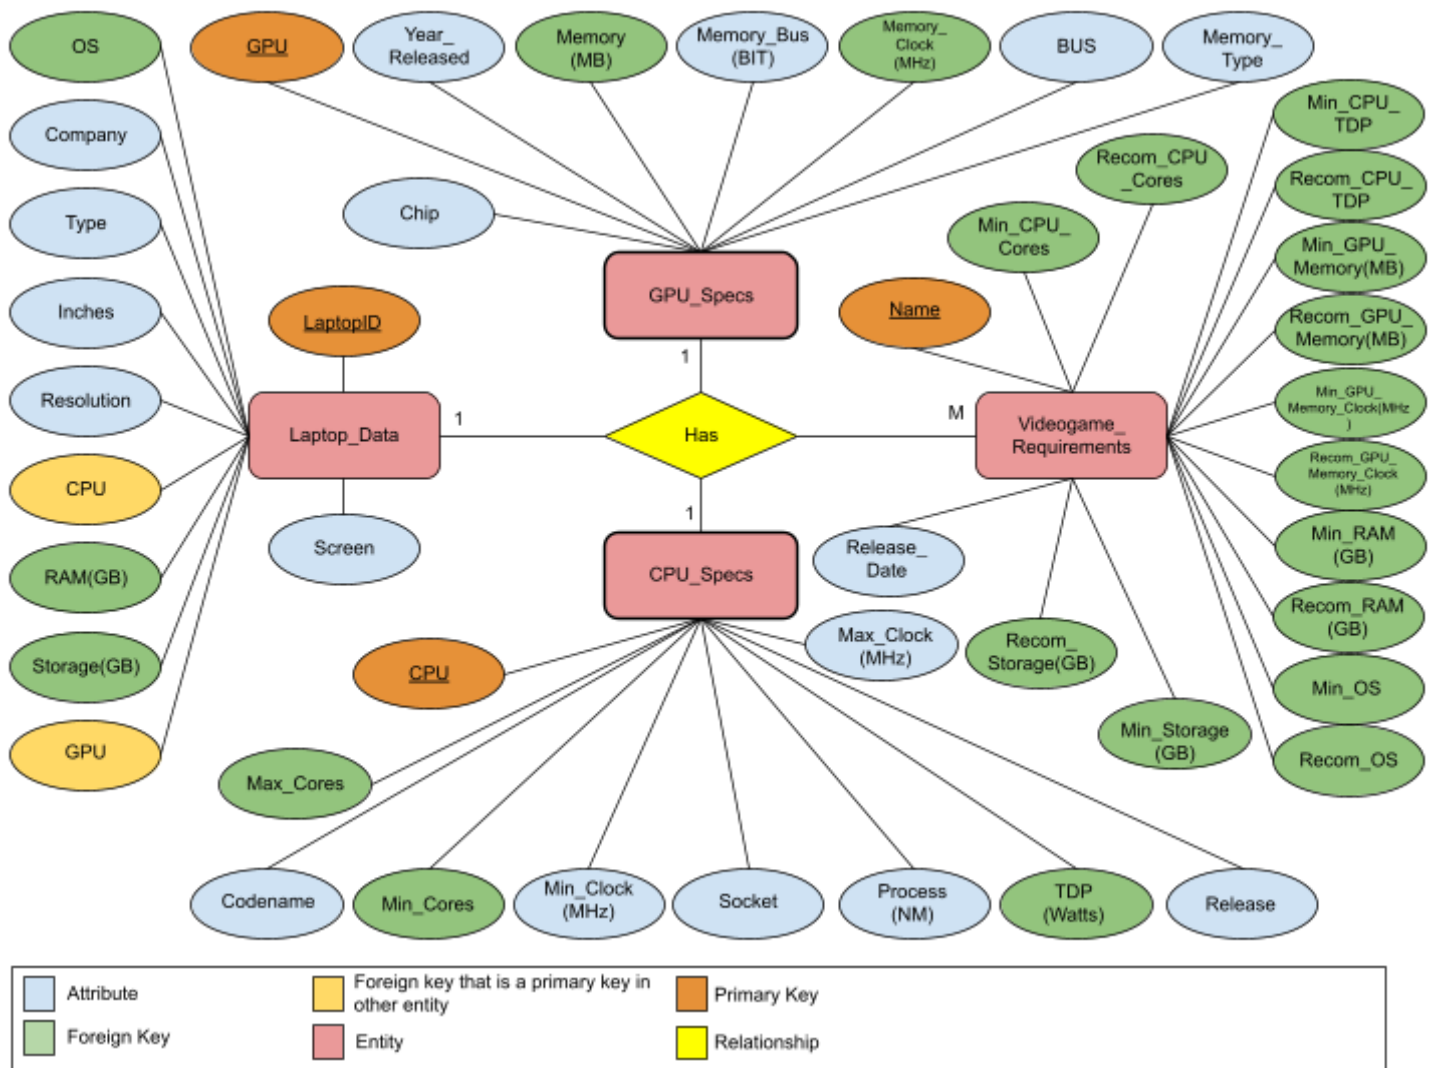 OS
GPU
Year_
Released
Memory
(MB)
Memory_Bus
(BIT)
Memory_
Clock
(MHz)
BUS
Memory_
Type
Company
Type
Inches
Resolution
CPU
RAM(GB)
Storage(GB)
GPU
Chip
LaptopID
Laptop_Data
Screen
GPU_Specs
1
1
Has
M
1
CPU_Specs
Recom_CPU
_Cores
Min_CPU_
Cores
Name
Videogame_
Requirements
Release_
Date
Recom_
Storage(GB)
Min_Storage
(GB)
Min_CPU_
TDP
Recom_CPU_
TDP
Min_GPU_
Memory(MB)
Recom_GPU_
Memory(MB)
Min_GPU_
Memory_Clock(MHz
)
Recom_GPU_
Memory_Clock
(MHz)
Min_RAM
(GB)
Recom_RAM
(GB)
Min_OS
Recom_OS
Max_Clock
(MHz)
CPU
Max_Cores
Codename
Min_Cores
Min_Clock
(MHz)
Socket
Process
(NM)
TDP
(Watts)
Release
Attribute
Foreign key that is a primary key in
other entity
Primary Key
Foreign Key
Entity
Relationship